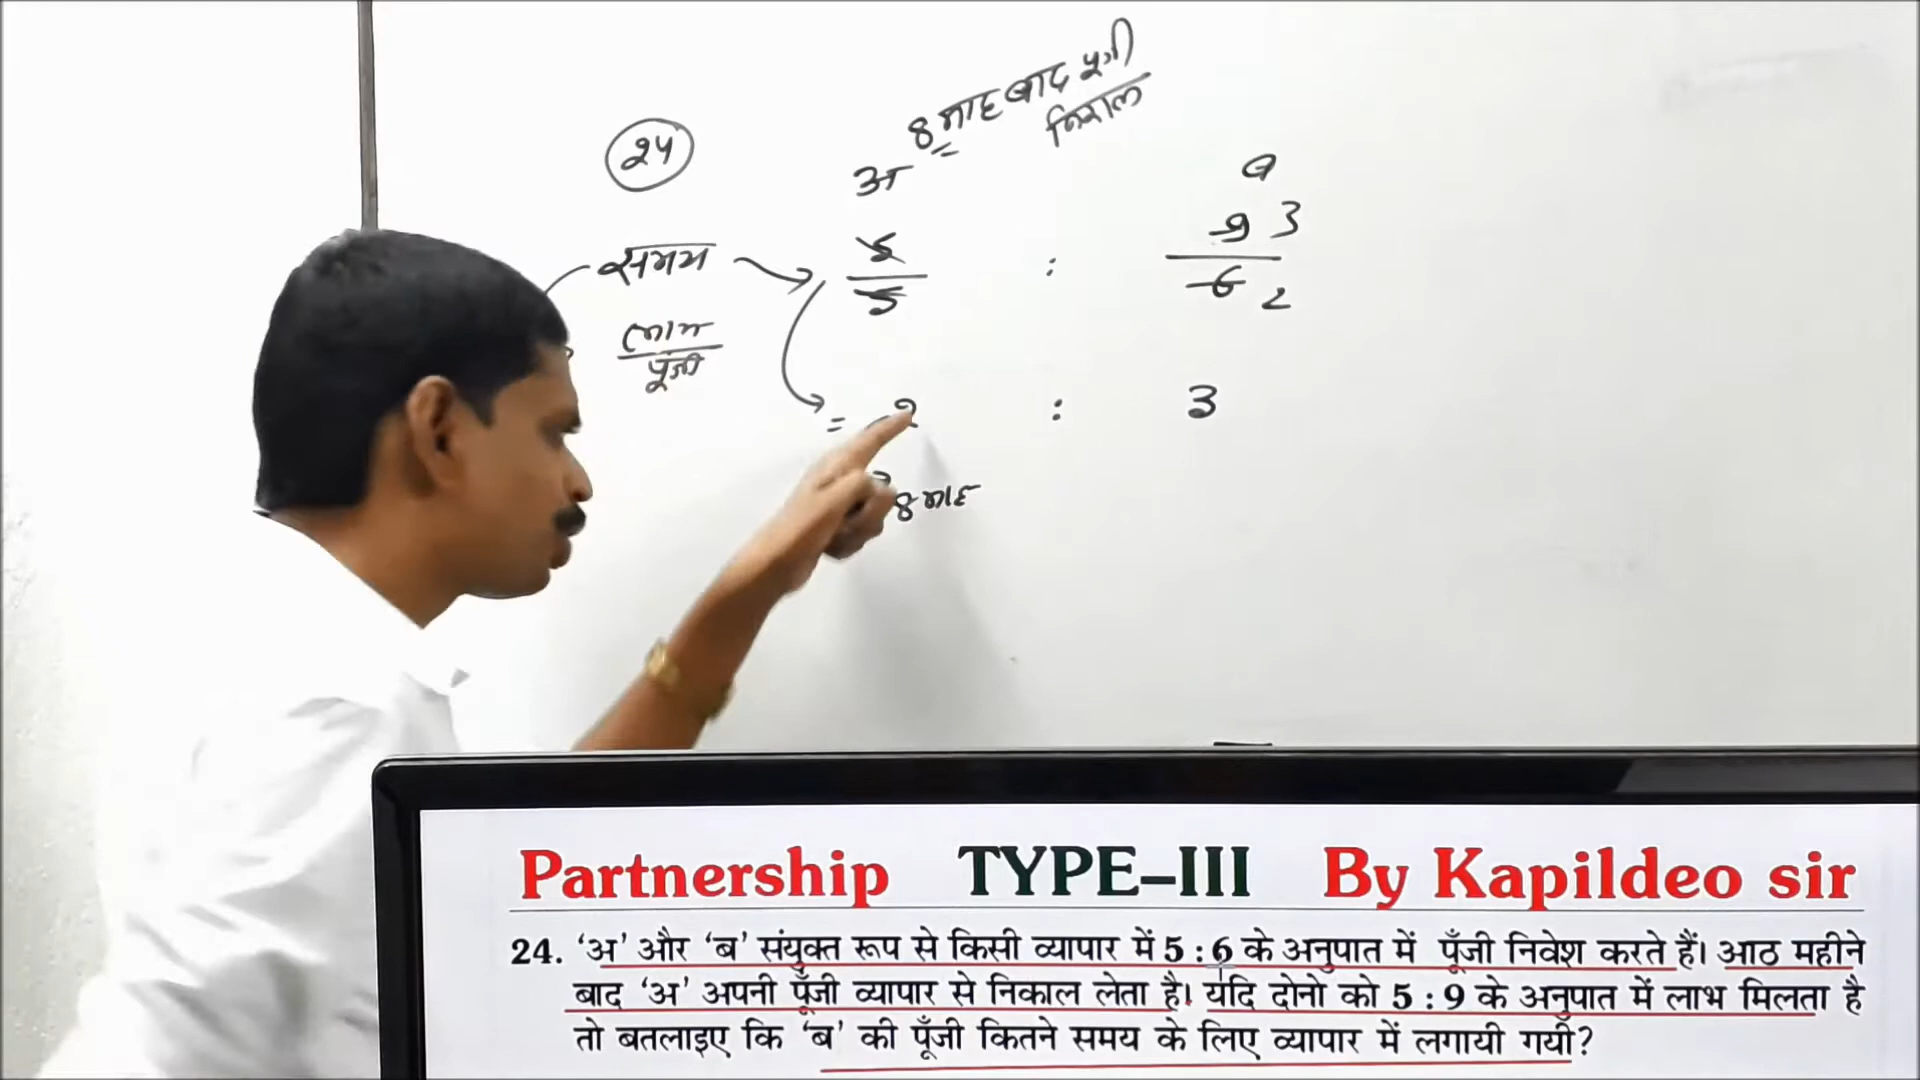 8 माह बाद पूंजी
निकाल
24
अ ब
समय 5 : 9 3
5 6 2
लाभ
पूंजी
= 2 : 3
8 माह
Partnership TYPE–III By Kapildeo sir
24. ‘अ’ और ‘ब’ संयुक्त रूप से किसी व्यापार में 5 : 6 के अनुपात में पूँजी निवेश करते हैं। आठ महीने
बाद ‘अ’ अपनी पूँजी व्यापार से निकाल लेता है। यदि दोनो को 5 : 9 के अनुपात में लाभ मिलता है
तो बतलाइए कि ‘ब’ की पूँजी कितने समय के लिए व्यापार में लगायी गयी?